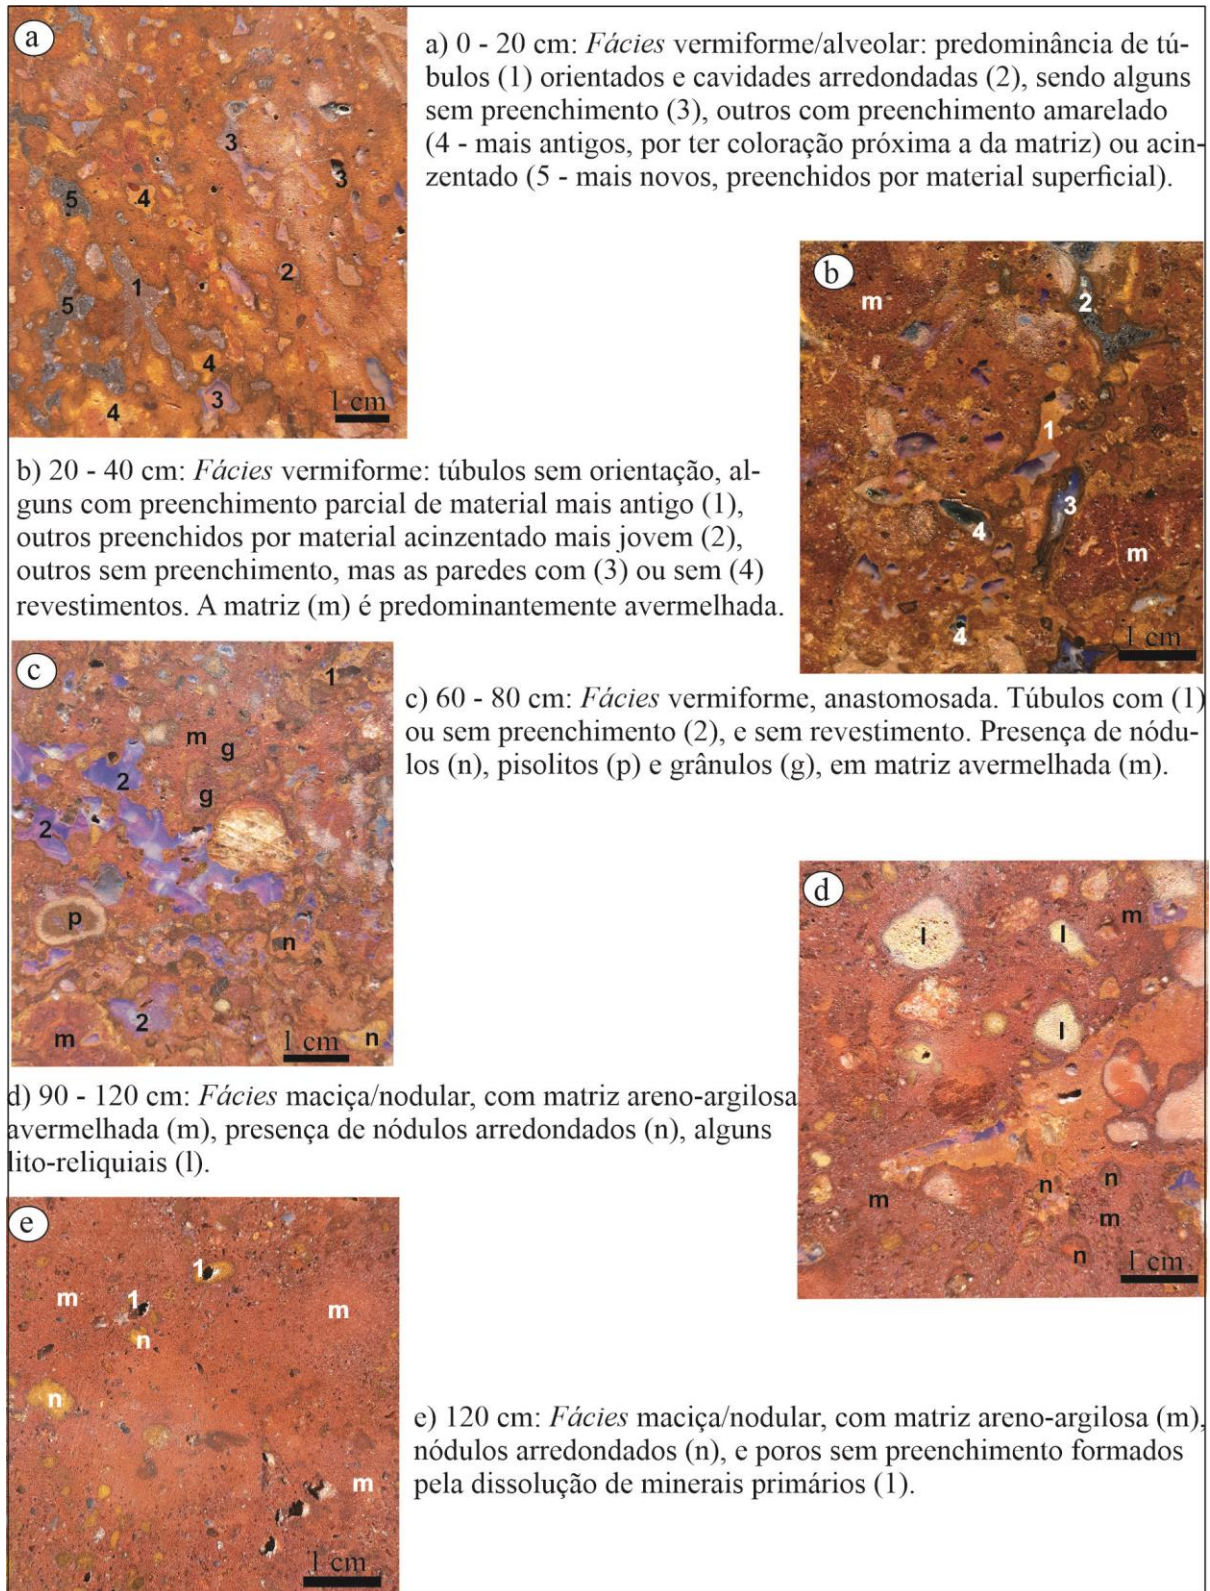 a
a) 0 - 20 cm: Fácies vermiforme/alveolar: predominância de tú-
bulos (1) orientados e cavidades arredondadas (2), sendo alguns
sem preenchimento (3), outros com preenchimento amarelado
(4 - mais antigos, por ter coloração próxima a da matriz) ou acin-
zentado (5 - mais novos, preenchidos por material superficial).
3
3
5
4
2
1
5
4
4
3
1 cm
b
m
2
1
3
4
m
4
1 cm
b) 20 - 40 cm: Fácies vermiforme: túbulos sem orientação, al-
guns com preenchimento parcial de material mais antigo (1),
outros preenchidos por material acinzentado mais jovem (2),
outros sem preenchimento, mas as paredes com (3) ou sem (4)
revestimentos. A matriz (m) é predominantemente avermelhada.
c
1
m
g
2
g
2
p
n
2
m
n
1 cm
c) 60 - 80 cm: Fácies vermiforme, anastomosada. Túbulos com (1)
ou sem preenchimento (2), e sem revestimento. Presença de nódu-
los (n), pisolitos (p) e grânulos (g), em matriz avermelhada (m).
d
m
l
l
l
n
n
m
m
n
1 cm
d) 90 - 120 cm: Fácies maciça/nodular, com matriz areno-argilosa
avermelhada (m), presença de nódulos arredondados (n), alguns
lito-reliquiais (l).
e
1
m
1
m
n
n
m
1 cm
e) 120 cm: Fácies maciça/nodular, com matriz areno-argilosa (m),
nódulos arredondados (n), e poros sem preenchimento formados
pela dissolução de minerais primários (1).